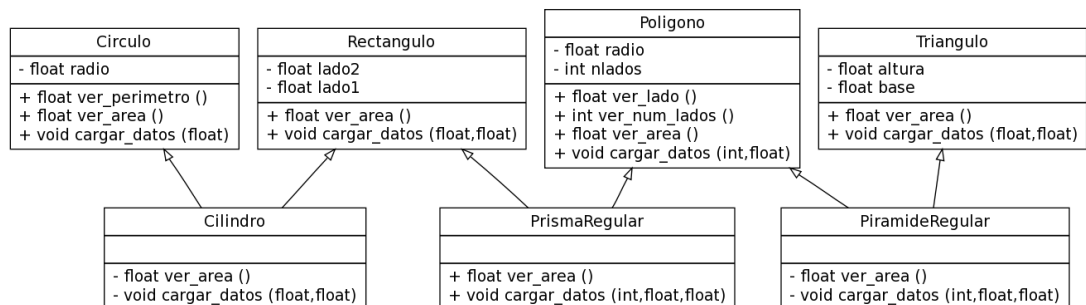 Circulo
- float radio
+ float ver_perimetro ()
+ float ver_area ()
+ void cargar_datos (float)
Rectangulo
- float lado2
- float lado1
+ float ver_area ()
+ void cargar_datos (float,float)
Poligono
- float radio
- int nlados
+ float ver_lado ()
+ int ver_num_lados ()
+ float ver_area ()
+ void cargar_datos (int,float)
Triangulo
- float altura
- float base
+ float ver_area ()
+ void cargar_datos (float,float)
Cilindro
- float ver_area ()
- void cargar_datos (float,float)
PrismaRegular
+ float ver_area ()
+ void cargar_datos (int,float,float)
PiramideRegular
- float ver_area ()
- void cargar_datos (int,float,float)